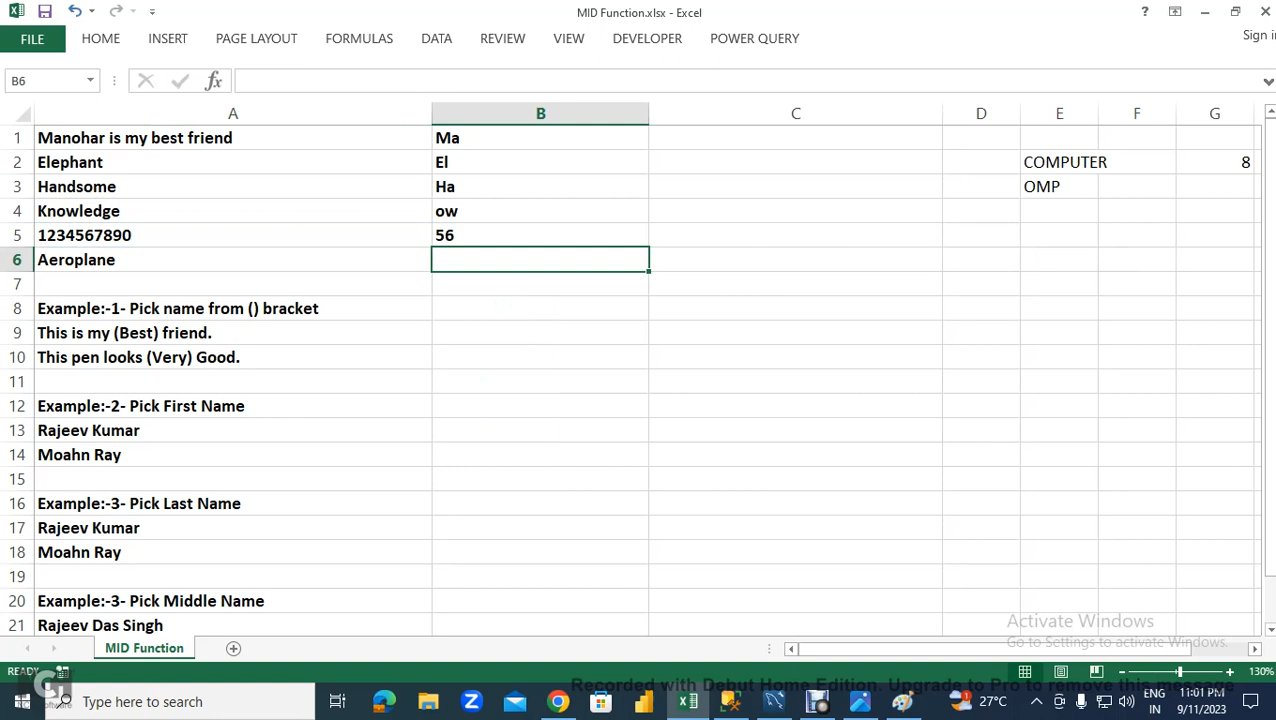 MID Function.xlsx - Excel
?
FILE HOME INSERT PAGE LAYOUT FORMULAS DATA REVIEW VIEW DEVELOPER POWER QUERY Sign i
B6 fx
A B C D E F G
1 Manohar is my best friend Ma
2 Elephant El COMPUTER 8
3 Handsome Ha OMP
4 Knowledge ow
5 1234567890 56
6 Aeroplane
7
8 Example:-1- Pick name from () bracket
9 This is my (Best) friend.
10 This pen looks (Very) Good.
11
12 Example:-2- Pick First Name
13 Rajeev Kumar
14 Moahn Ray
15
16 Example:-3- Pick Last Name
17 Rajeev Kumar
18 Moahn Ray
19
20 Example:-3- Pick Middle Name
21 Rajeev Das Singh
Activate Windows
Go to Settings to activate Windows.
MID Function
READY 130%
Recorded with Debut Home Edition. Upgrade to Pro to remove this message
Type here to search 27°C ENG 11:01 PM
IN 9/11/2023